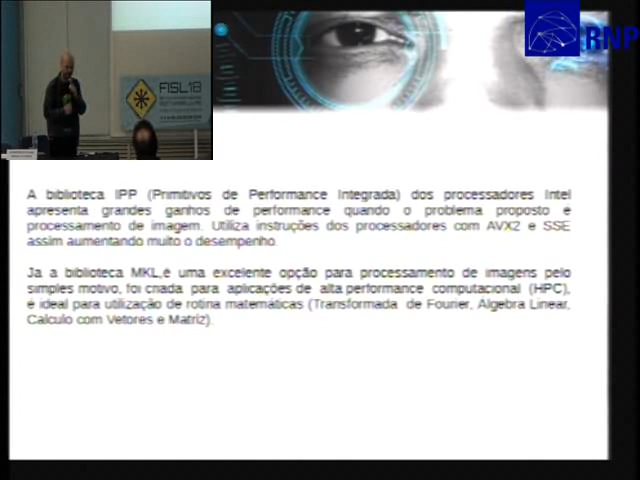 RNP
FISL18
A biblioteca IPP (Primitivos de Performance Integrada) dos processadores Intel
apresenta grandes ganhos de performance quando o problema proposto e
processamento de imagem. Utiliza instruções dos processadores com AVX2 e SSE
assim aumentando muito o desempenho.
Ja a biblioteca MKL,é uma excelente opção para processamento de imagens pelo
simples motivo, foi criada para aplicações de alta performance computacional (HPC),
é ideal para utilização de rotina matemáticas (Transformada de Fourier, Algebra Linear,
Calculo com Vetores e Matriz).